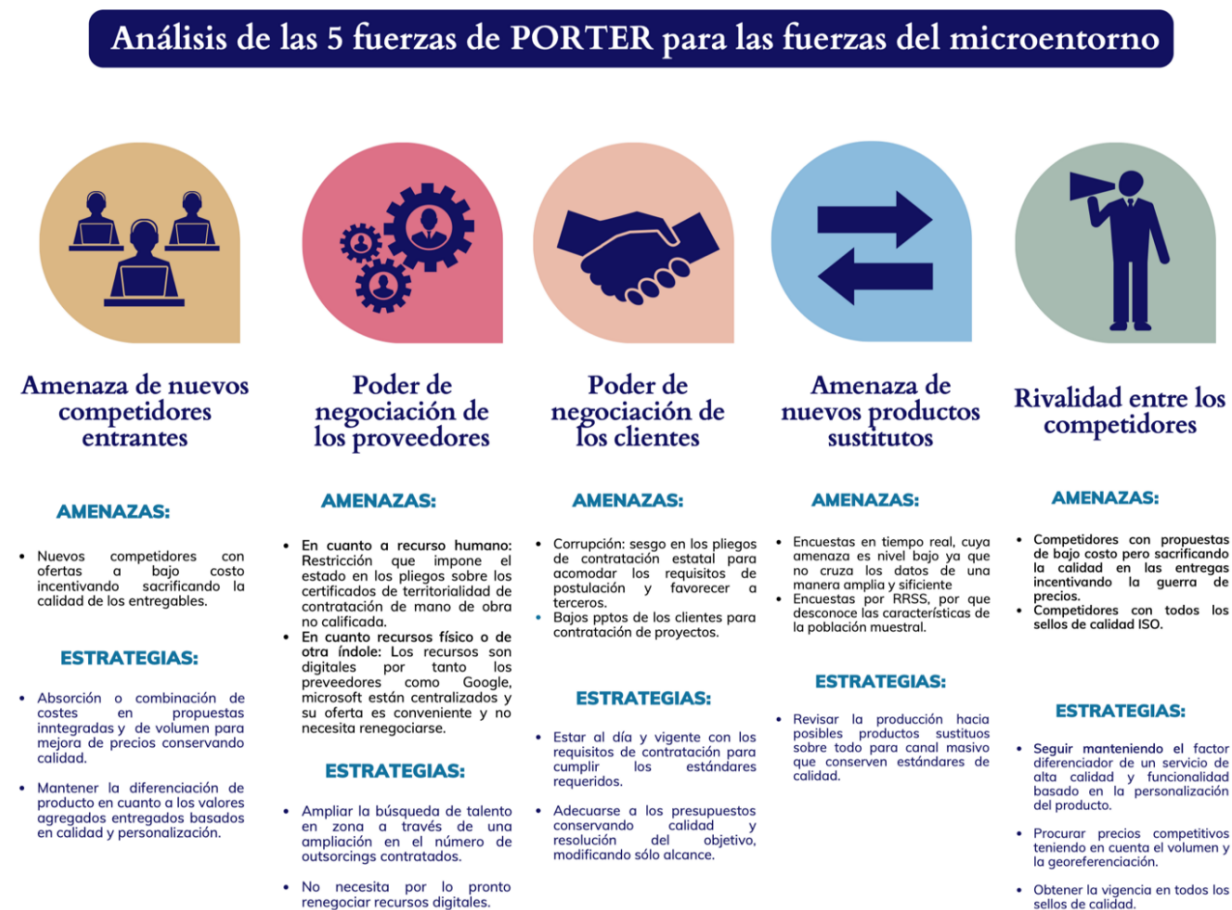 Análisis de las 5 fuerzas de PORTER para las fuerzas del microentorno
Amenaza de nuevos
competidores
entrantes
AMENAZAS:
• Nuevos competidores con
ofertas a bajo costo
incentivando sacrificando la
calidad de los entregables.
ESTRATEGIAS:
• Absorción o combinación de
costes en propuestas
inntegradas y de volumen para
mejora de precios conservando
calidad.
• Mantener la diferenciación de
producto en cuanto a los valores
agregados entregados basados
en calidad y personalización.
Poder de
negociación de
los proveedores
AMENAZAS:
• En cuanto a recurso humano:
Restricción que impone el
estado en los pliegos sobre los
certificados de territorialidad de
contratación de mano de obra
no calificada.
• En cuanto recursos físico o de
otra índole: Los recursos son
digitales por tanto los
preveedores como Google,
microsoft están centralizados y
su oferta es conveniente y no
necesita renegociarse.
ESTRATEGIAS:
• Ampliar la búsqueda de talento
en zona a través de una
ampliación en el número de
outsorcings contratados.
• No necesita por lo pronto
renegociar recursos digitales.
Poder de
negociación de
los clientes
AMENAZAS:
• Corrupción: sesgo en los pliegos
de contratación estatal para
acomodar los requisitos de
postulación y favorecer a
terceros.
• Bajos pptos de los clientes para
contratación de proyectos.
ESTRATEGIAS:
• Estar al día y vigente con los
requisitos de contratación para
cumplir los estándares
requeridos.
• Adecuarse a los presupuestos
conservando calidad y
resolución del objetivo,
modificando sólo alcance.
Amenaza de
nuevos productos
sustitutos
AMENAZAS:
• Encuestas en tiempo real, cuya
amenaza es nivel bajo ya que
no cruza los datos de una
manera amplia y sificiente
• Encuestas por RRSS, por que
desconoce las características de
la población muestral.
ESTRATEGIAS:
• Revisar la producción hacia
posibles productos sustituos
sobre todo para canal masivo
que conserven estándares de
calidad.
Rivalidad entre los
competidores
AMENAZAS:
• Competidores con propuestas
de bajo costo pero sacrificando
la calidad en las entregas
incentivando la guerra de
precios.
• Competidores con todos los
sellos de calidad ISO.
ESTRATEGIAS:
• Seguir manteniendo el factor
diferenciador de un servicio de
alta calidad y funcionalidad
basado en la personalización
del producto.
• Procurar precios competitivos
teniendo en cuenta el volumen y
la georeferenciación.
• Obtener la vigencia en todos los
sellos de calidad.